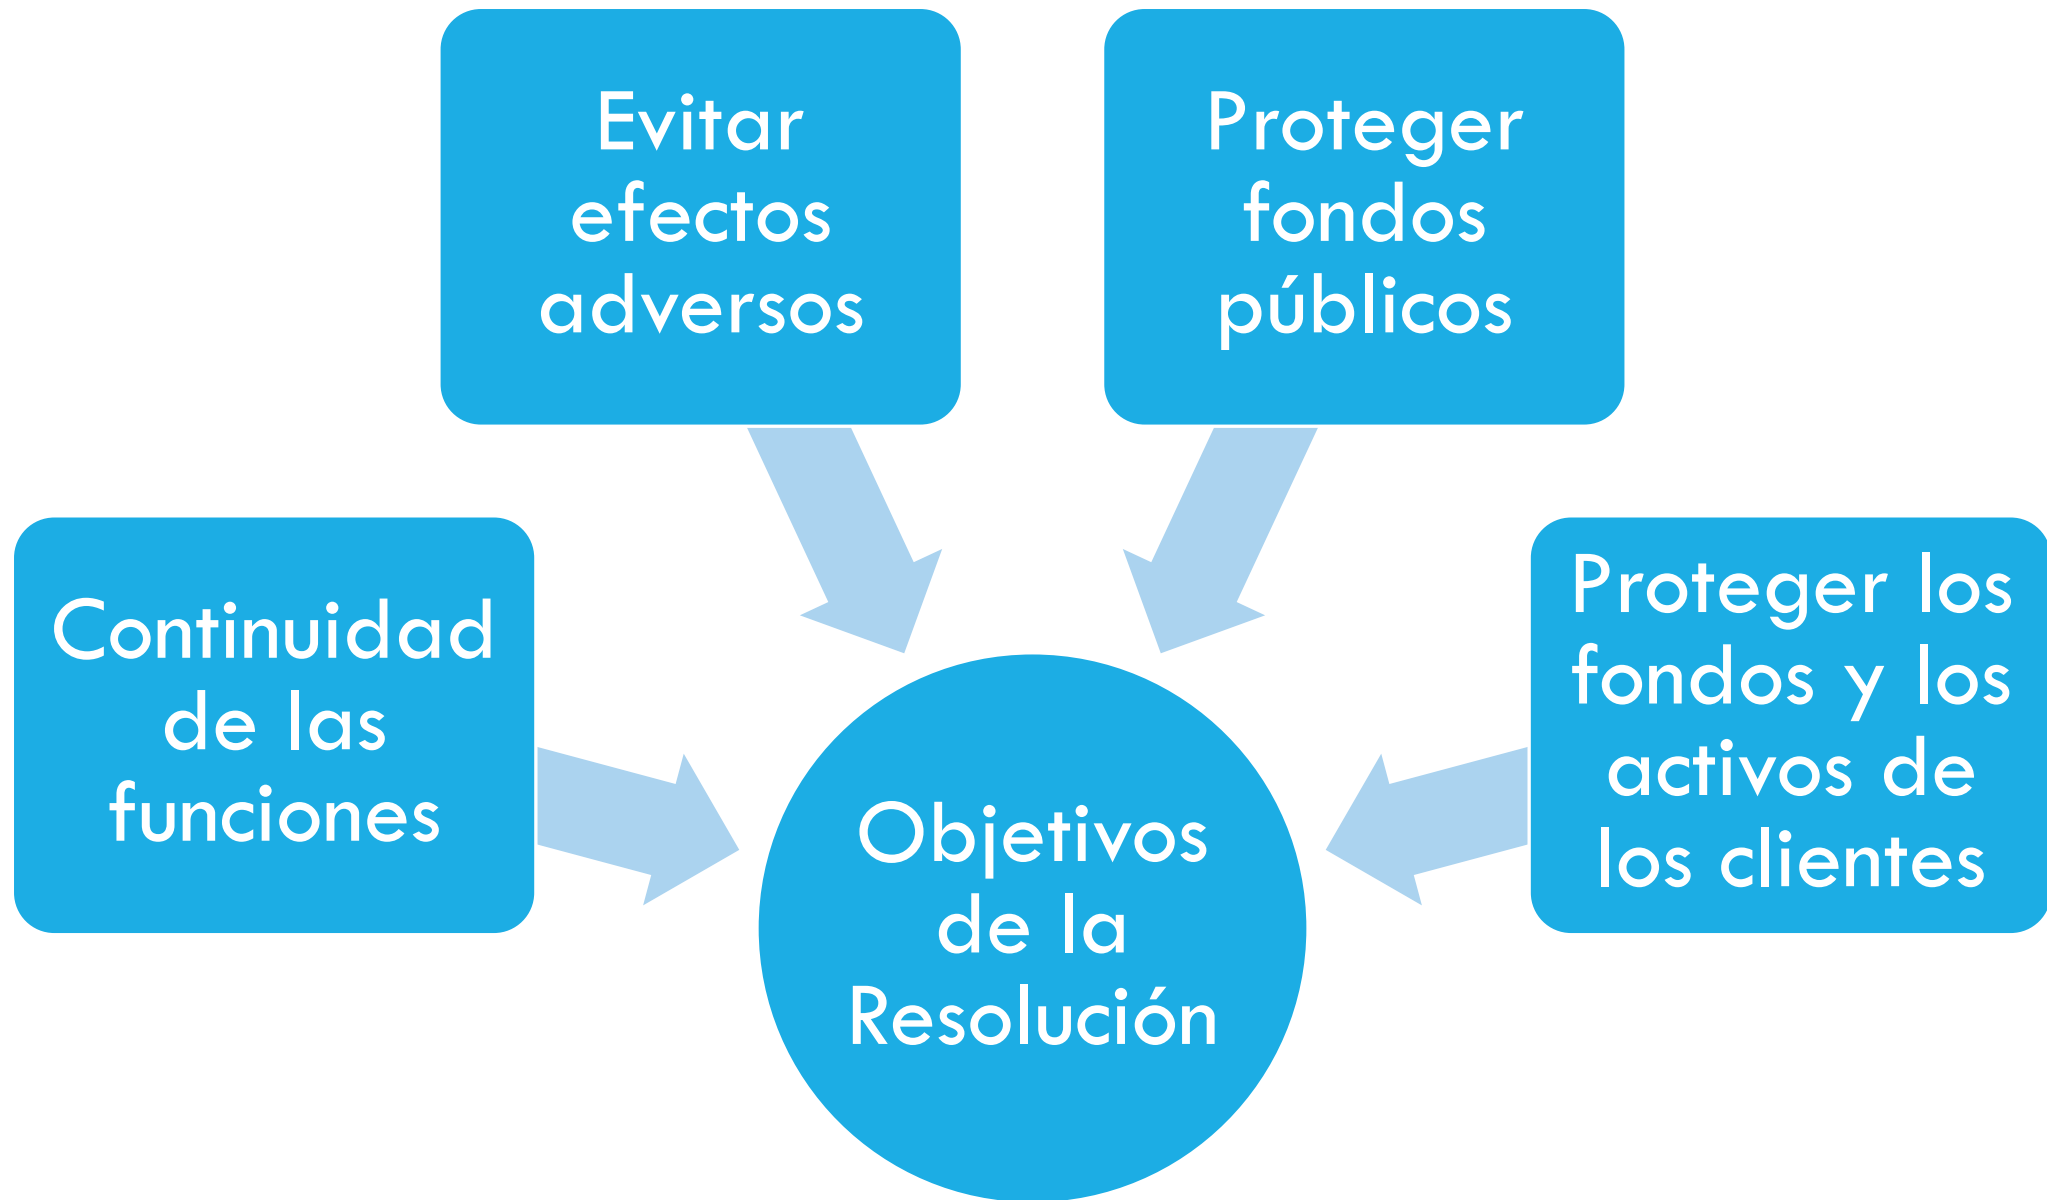 Evitar
efectos
adversos
Proteger
fondos
públicos
Continuidad
de las
funciones
Proteger los
fondos y los
activos de
los clientes
Objetivos
de la
Resolución